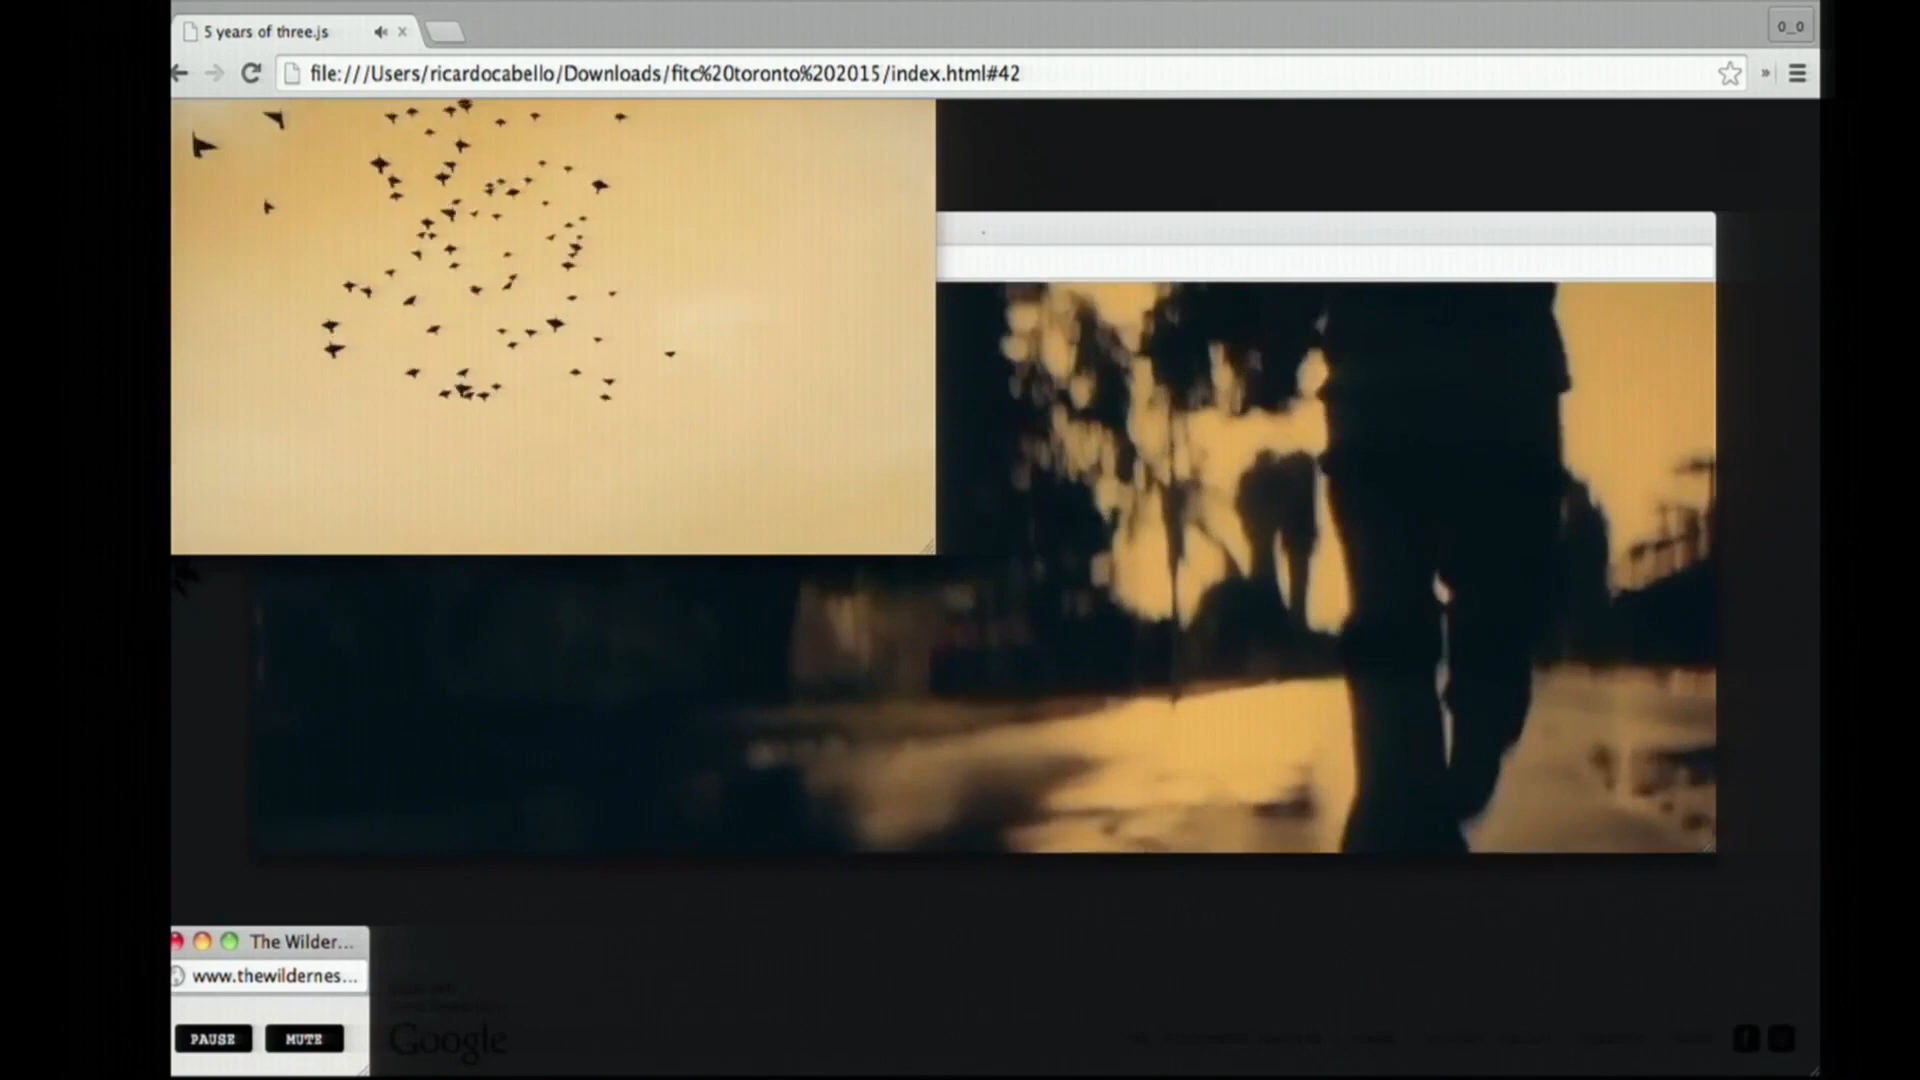 5 years of three.js
0_0
file:///Users/ricardocabello/Downloads/fitc%20toronto%202015/index.html#42
The Wilder...
www.thewildernes...
PAUSE MUTE
Google